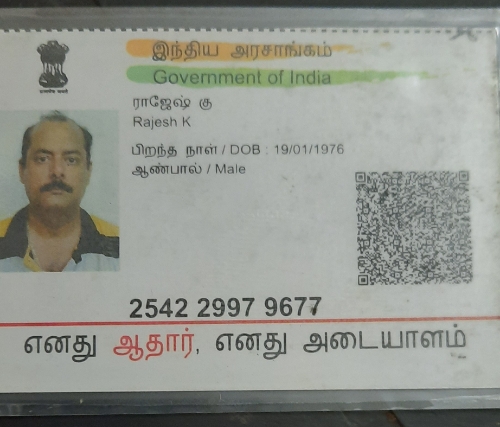 இந்திய அரசாங்கம்
Government of India
ராஜேஷ் கு
Rajesh K
பிறந்த நாள் / DOB : 19/01/1976
ஆண்பால் / Male
2542 2997 9677
எனது ஆதார், எனது அடையாளம்